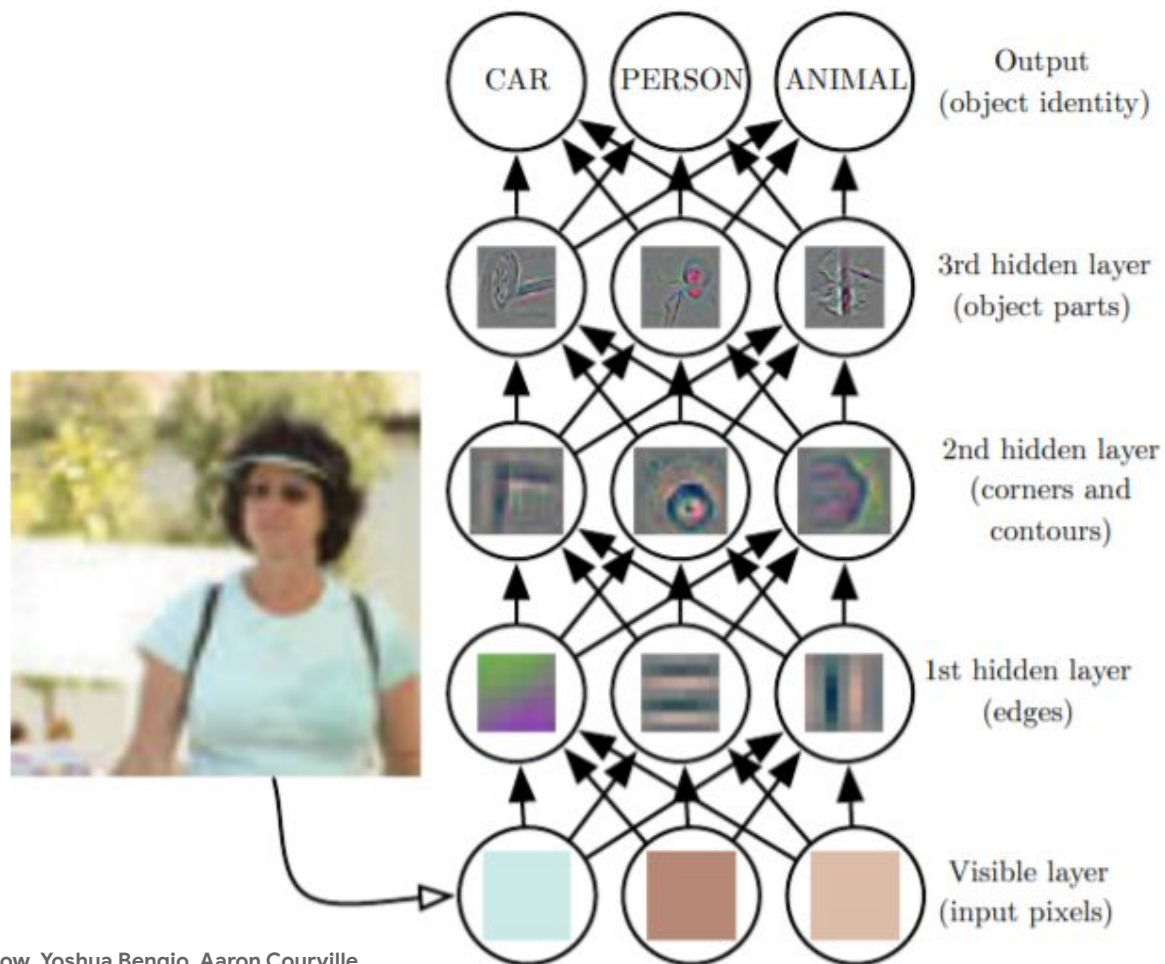 CAR PERSON ANIMAL
Output
(object identity)
3rd hidden layer
(object parts)
2nd hidden layer
(corners and
contours)
1st hidden layer
(edges)
Visible layer
(input pixels)
Yoshua Bengio, Aaron Courville